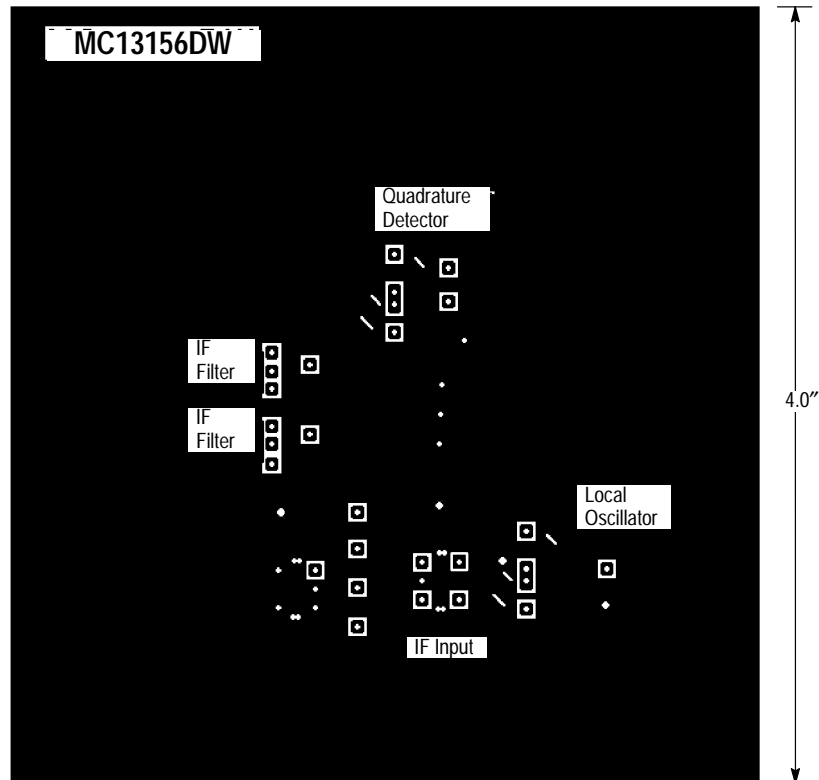 MC13156DW
Quadrature
Detector
IF
Filter
4.0″
IF
Filter
Local
Oscillator
IF Input